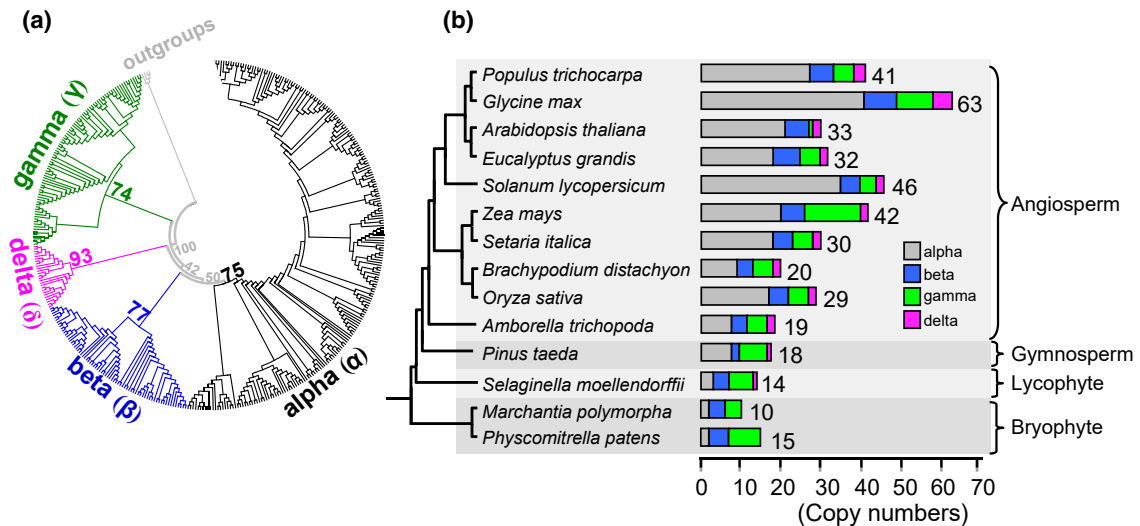 (a)
outgroups
gamma (γ)
74
delta (δ)
93
100
42
50
75
77
beta (β)
alpha (α)
(b)
Populus trichocarpa 41
Glycine max 63
Arabidopsis thaliana 33
Eucalyptus grandis 32
Solanum lycopersicum 46
Zea mays 42
Setaria italica 30
Brachypodium distachyon 20
Oryza sativa 29
Amborella trichopoda 19
Pinus taeda 18
Selaginella moellendorffii 14
Marchantia polymorpha 10
Physcomitrella patens 15
Angiosperm
Gymnosperm
Lycophyte
Bryophyte
alpha
beta
gamma
delta
0 10 20 30 40 50 60 70
(Copy numbers)